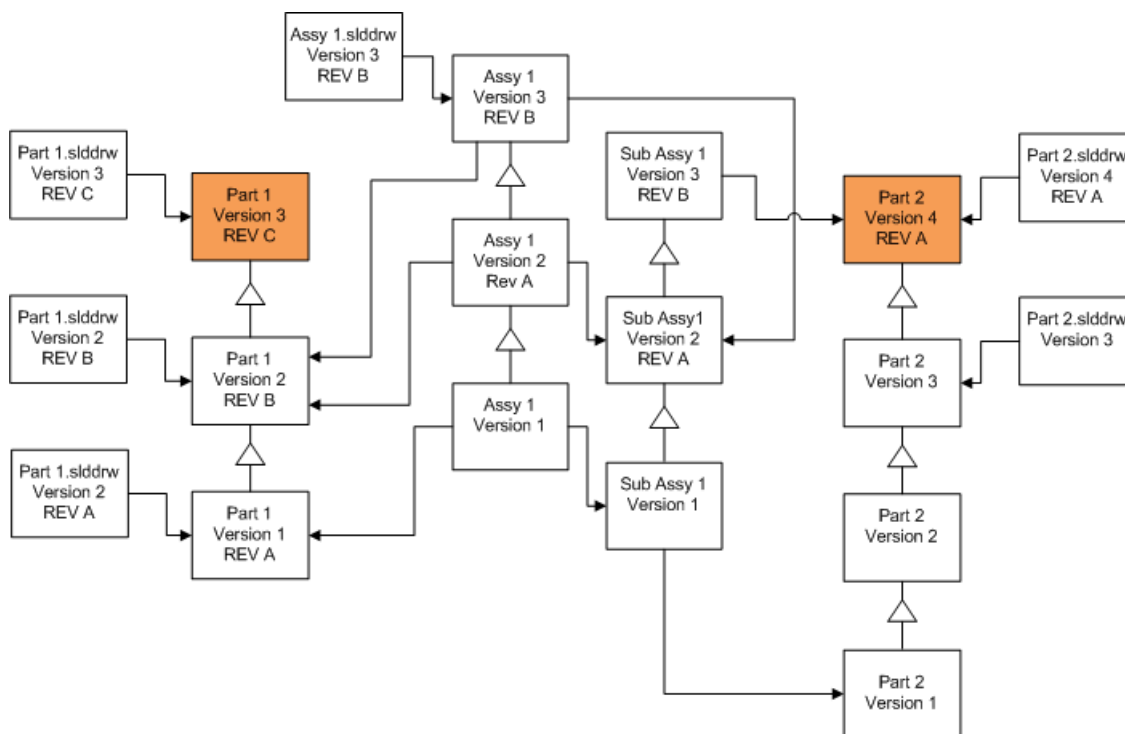 Assy 1.slddrw
Version 3
REV B
Assy 1
Version 3
REV B
Part 1.slddrw
Version 3
REV C
Part 1
Version 3
REV C
Sub Assy 1
Version 3
REV B
Part 2
Version 4
REV A
Part 2.slddrw
Version 4
REV A
Assy 1
Version 2
Rev A
Part 1.slddrw
Version 2
REV B
Part 1
Version 2
REV B
Sub Assy1
Version 2
REV A
Part 2
Version 3
Part 2.slddrw
Version 3
Assy 1
Version 1
Part 1.slddrw
Version 2
REV A
Part 1
Version 1
REV A
Sub Assy 1
Version 1
Part 2
Version 2
Part 2
Version 1